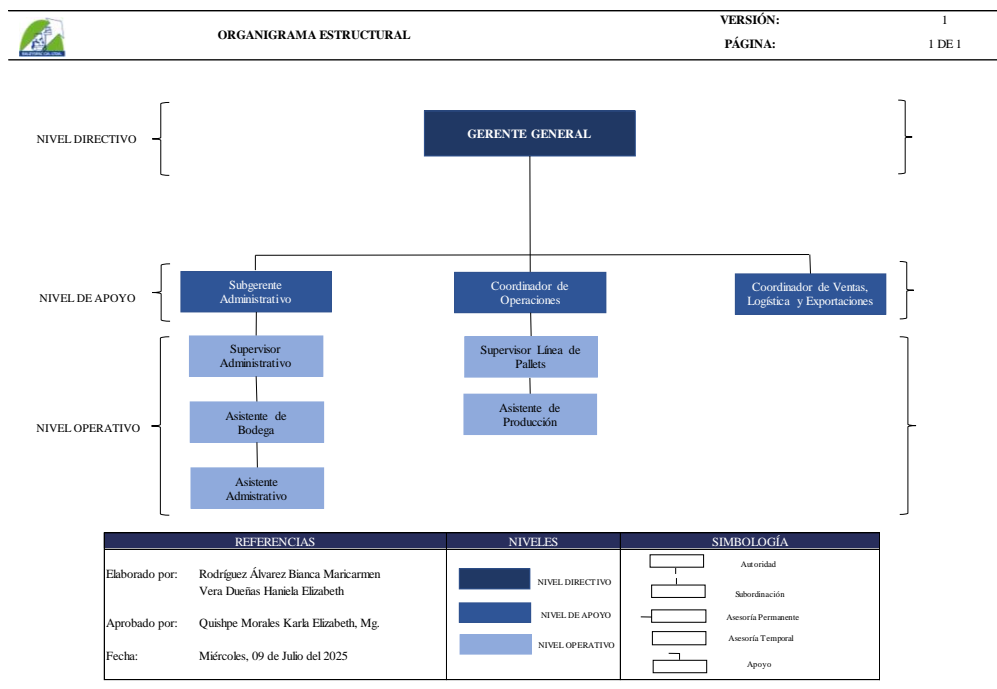 ORGANIGRAMA ESTRUCTURAL
VERSIÓN:
1
PÁGINA:
1 DE 1
NIVEL DIRECTIVO
GERENTE GENERAL
NIVEL DE APOYO
Subgerente
Administrativo
Coordinador de
Operaciones
Coordinador de Ventas,
Logística y Exportaciones
NIVEL OPERATIVO
Supervisor
Administrativo
Supervisor Línea de
Pallets
Asistente de
Bodega
Asistente de
Producción
Asistente
Admistrativo
REFERENCIAS
NIVELES
SIMBOLOGÍA
Elaborado por:
Rodríguez Álvarez Bianca Maricarmen
Vera Dueñas Haniela Elizabeth
Aprobado por:
Quishpe Morales Karla Elizabeth, Mg.
Fecha:
Miércoles, 09 de Julio del 2025
NIVEL DIRECTIVO
NIVEL DE APOYO
NIVEL OPERATIVO
Autoridad
Subordinación
Asesoría Permanente
Asesoría Temporal
Apoyo